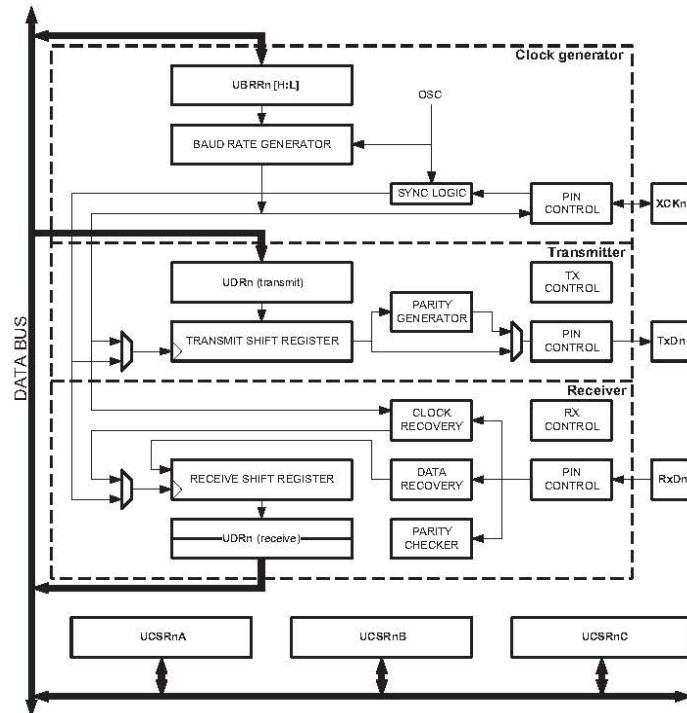 Clock generator
UBRRn [H:L]
OSC
BAUD RATE GENERATOR
SYNC LOGIC
PIN
CONTROL
XCKn
Transmitter
UDRn (transmit)
TX
CONTROL
PARITY
GENERATOR
TRANSMIT SHIFT REGISTER
PIN
CONTROL
TxDn
DATA BUS
Receiver
CLOCK
RECOVERY
RX
CONTROL
RECEIVE SHIFT REGISTER
DATA
RECOVERY
PIN
CONTROL
RxDn
UDRn (receive)
PARITY
CHECKER
UCSRnA
UCSRnB
UCSRnC